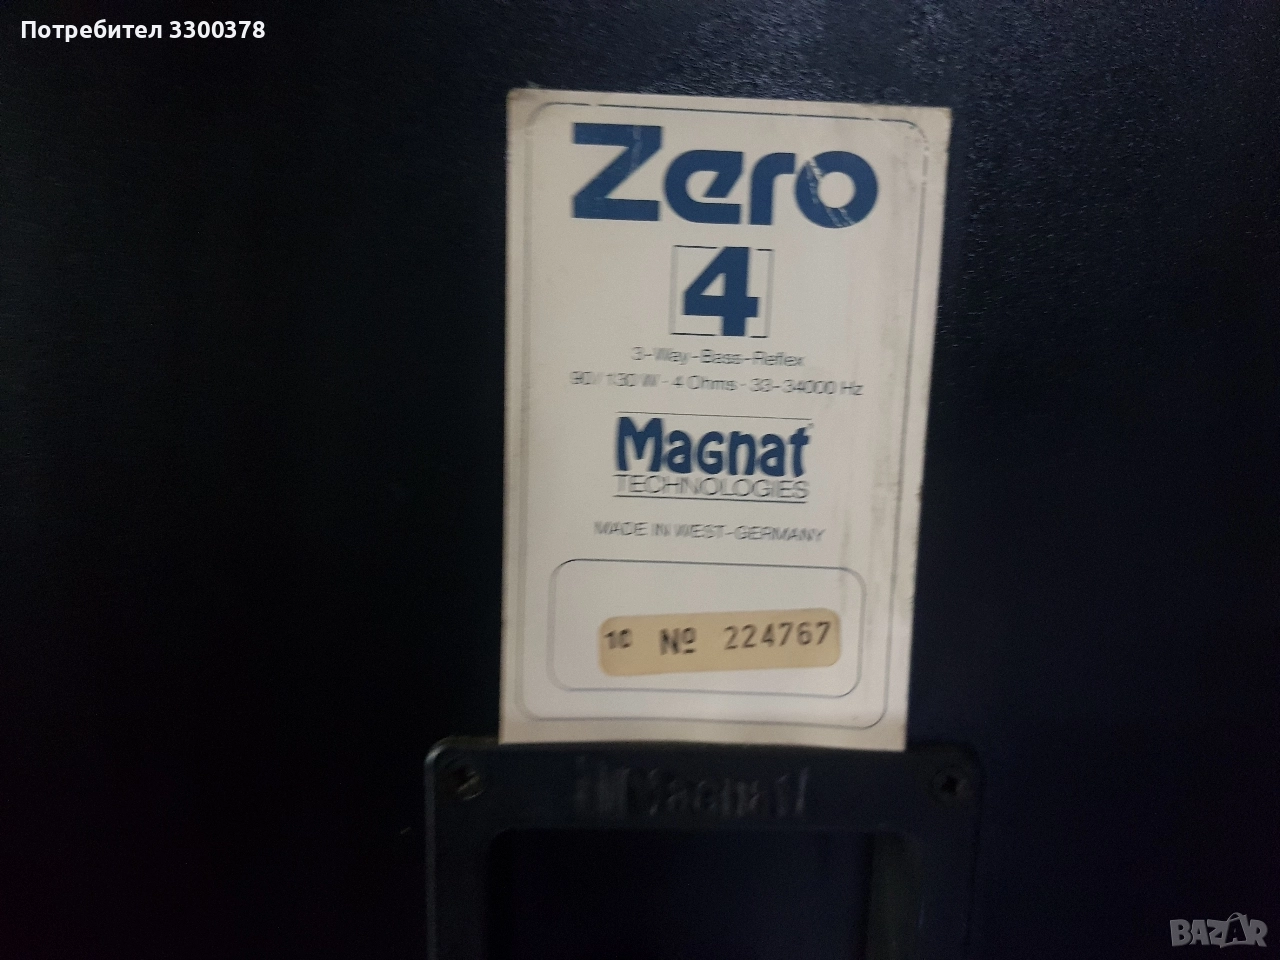 Потребител 3300378
Zero
4
3-Way-Bass-Reflex
90/130 W - 4 Ohms - 33-34000 Hz
Magnat
TECHNOLOGIES
MADE IN WEST-GERMANY
10 № 224767
Magnat
BAZAR